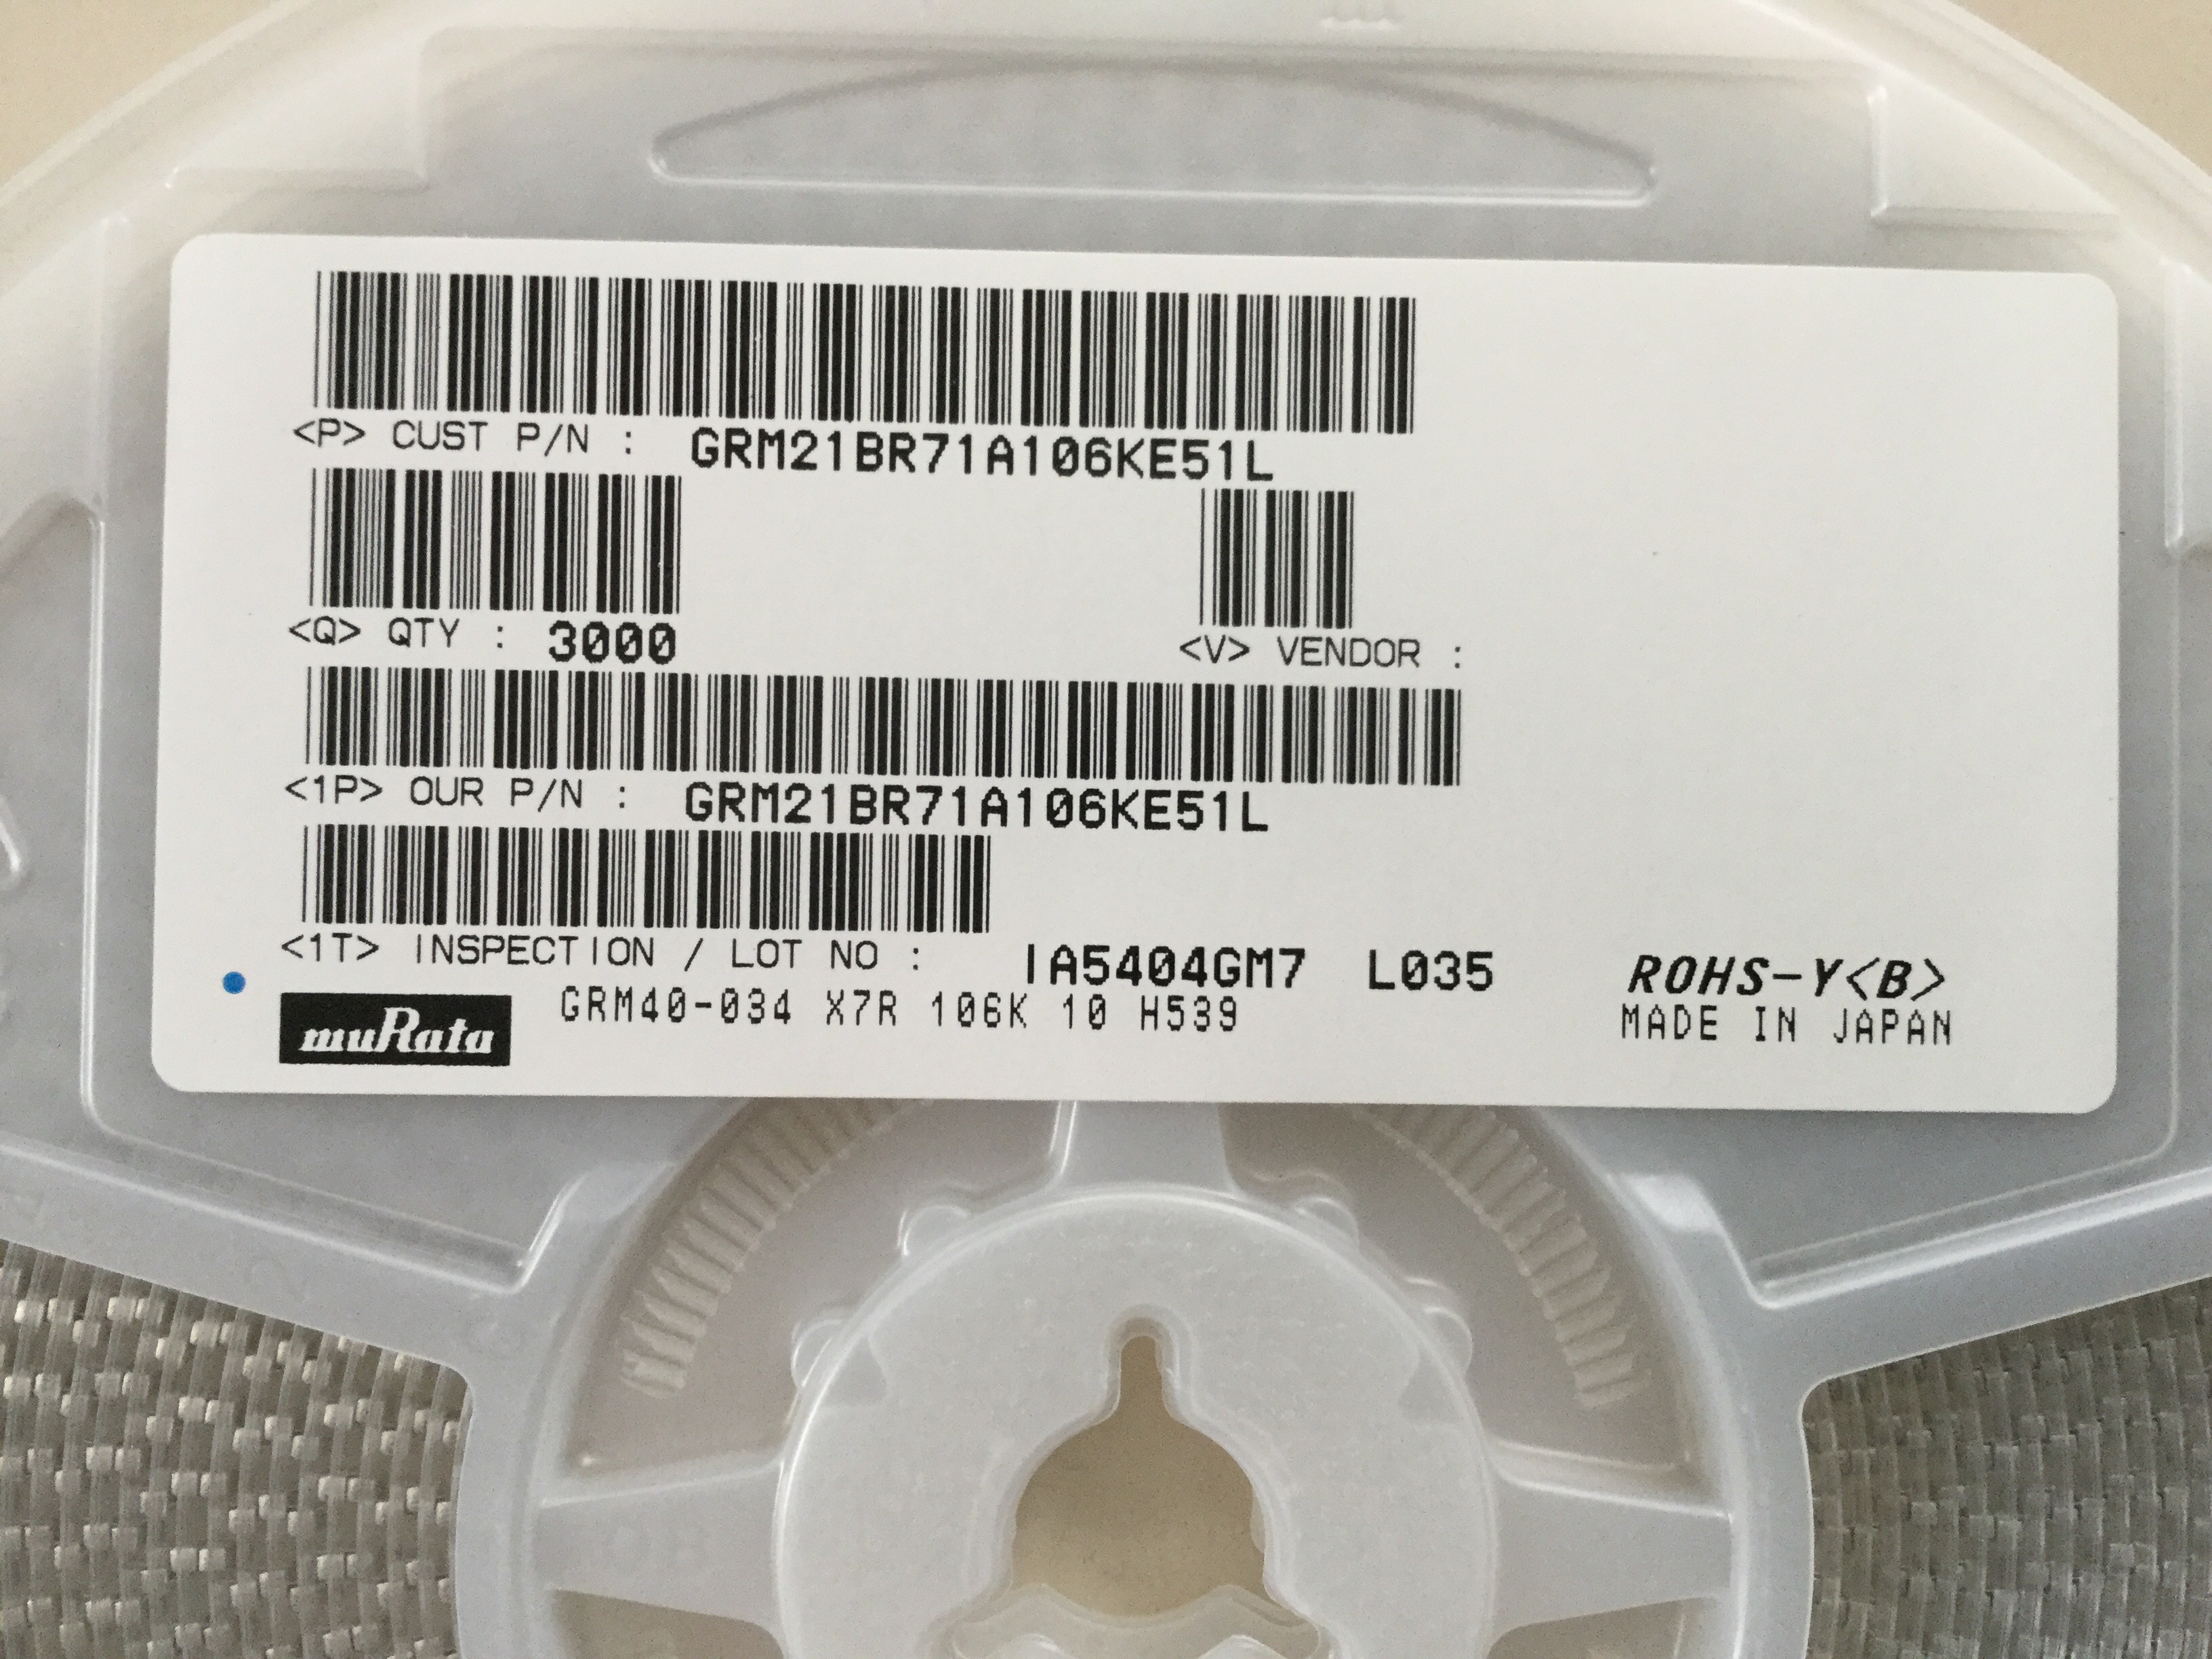 <P> CUST P/N : GRM21BR71A106KE51L
<Q> QTY : 3000 <V> VENDOR :
<1P> OUR P/N : GRM21BR71A106KE51L
<1T> INSPECTION / LOT NO : IA5404GM7 L035 ROHS-Y<B>
muRata GRM40-034 X7R 106K 10 H539 MADE IN JAPAN